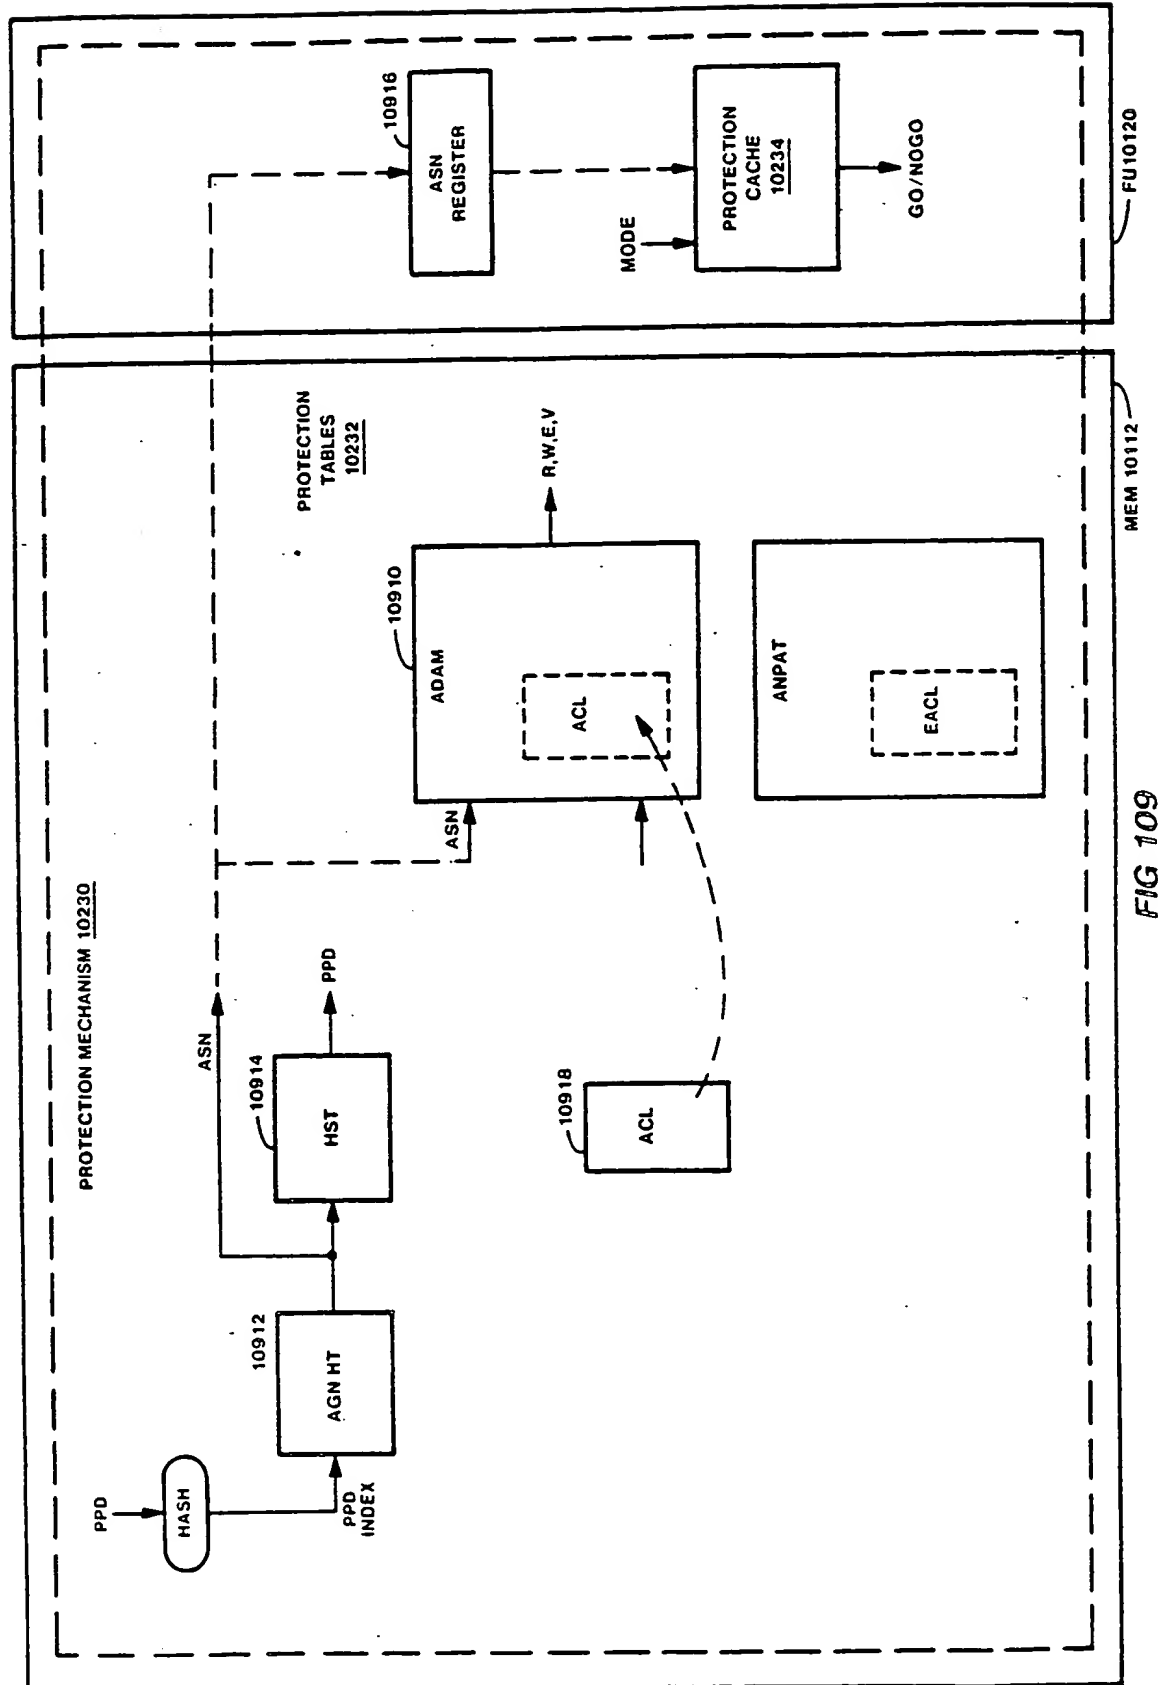 PROTECTION MECHANISM 10230
PPD
HASH
PPD
INDEX
AGN HT
10912
ASN
HST
10914
PPD
ACL
10918
PROTECTION
TABLES
10232
ASN
ADAM
10910
ACL
R,W,E,V
ANPAT
EACL
MEM 10112
ASN
REGISTER
10916
MODE
PROTECTION
CACHE
10234
GO/NOGO
FU10120
FIG 109